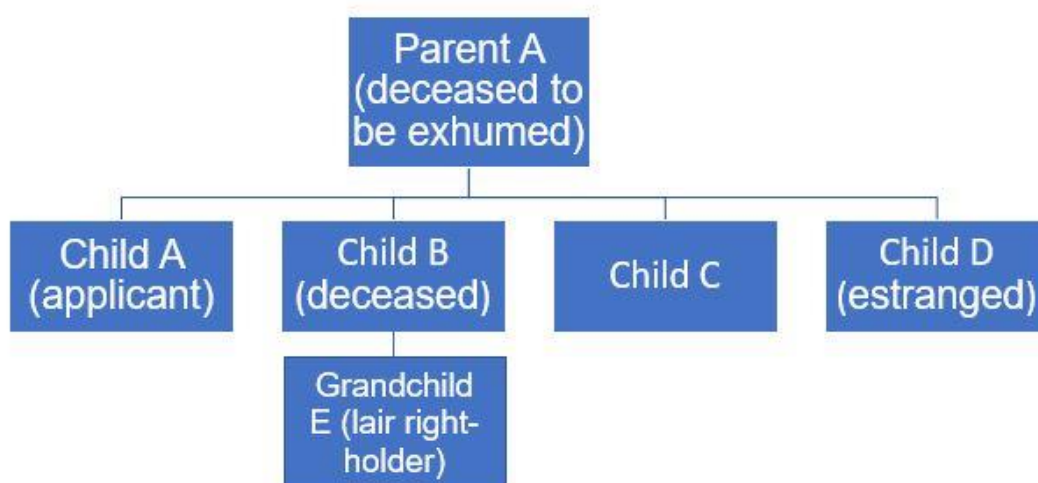 Parent A
(deceased to
be exhumed)
Child A
(applicant)
Child B
(deceased)
Child C
Child D
(estranged)
Grandchild
E (lair right-
holder)